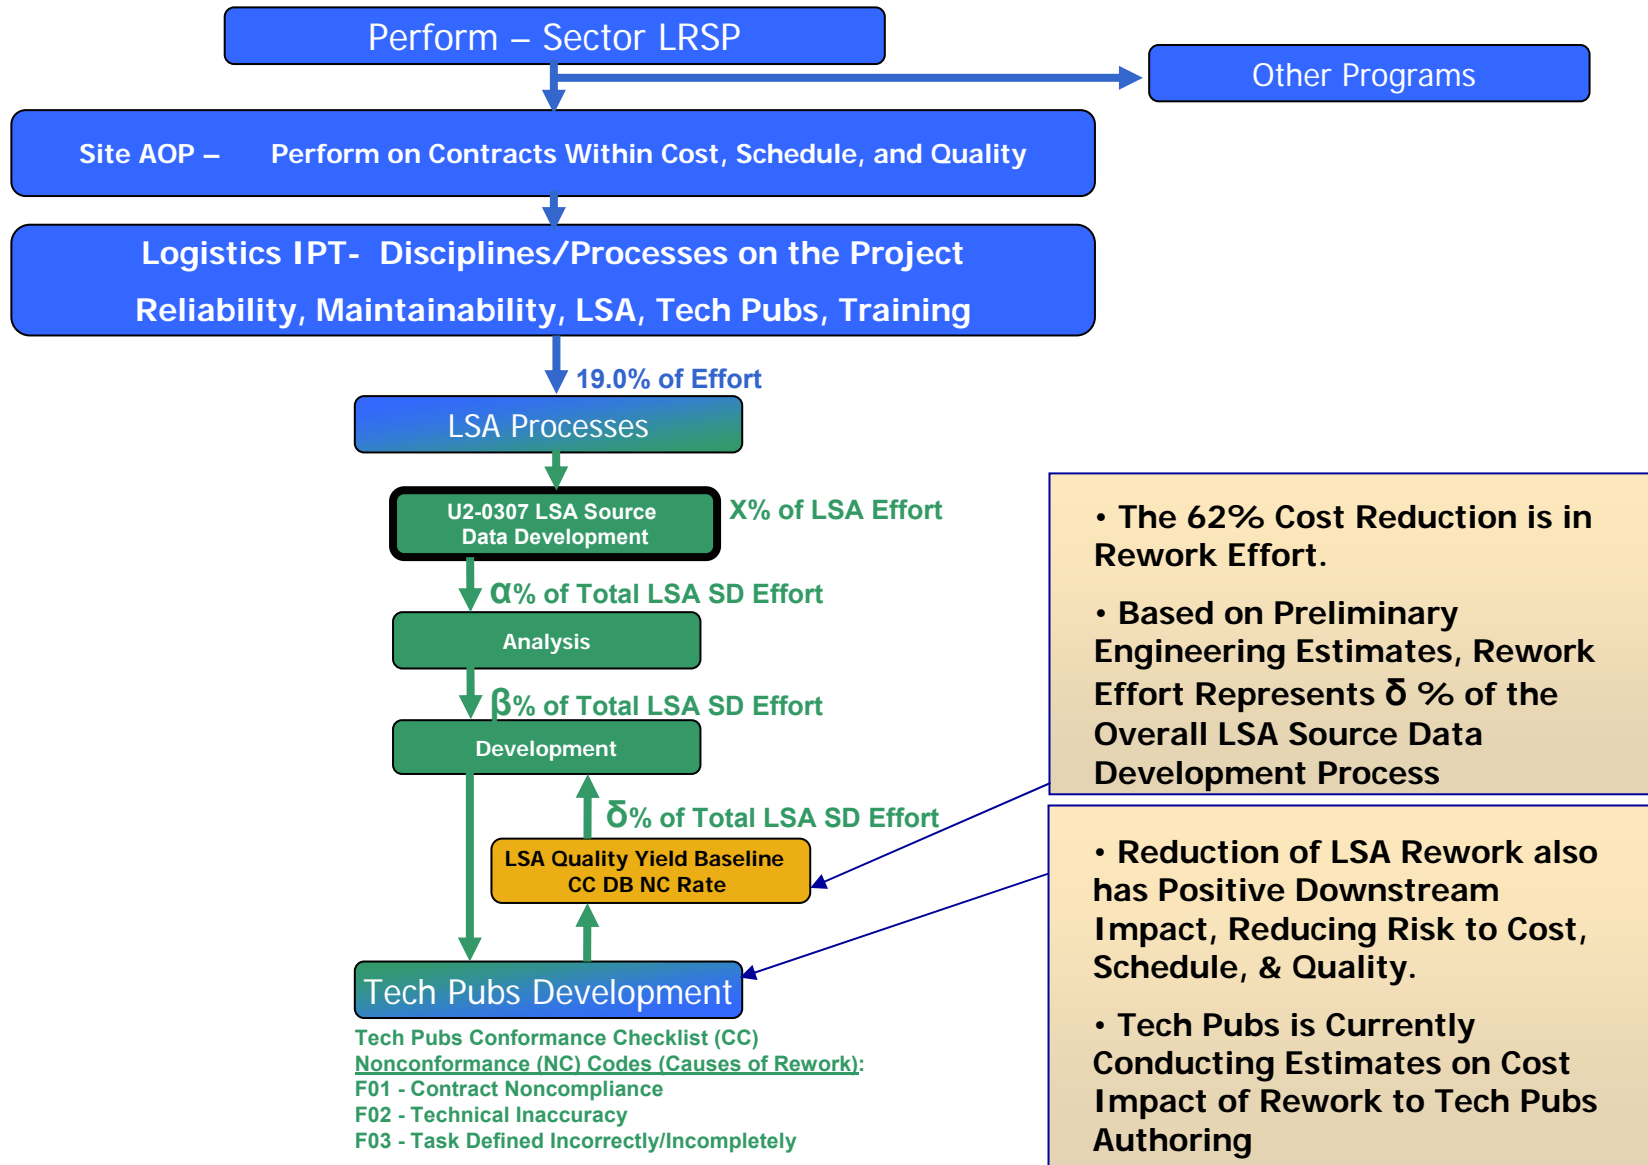 Perform – Sector LRSP
Other Programs
Site AOP – Perform on Contracts Within Cost, Schedule, and Quality
Logistics IPT- Disciplines/Processes on the Project
Reliability, Maintainability, LSA, Tech Pubs, Training
19.0% of Effort
LSA Processes
U2-0307 LSA Source
Data Development
X% of LSA Effort
α% of Total LSA SD Effort
Analysis
β% of Total LSA SD Effort
Development
δ% of Total LSA SD Effort
LSA Quality Yield Baseline
CC DB NC Rate
Tech Pubs Development
Tech Pubs Conformance Checklist (CC)
Nonconformance (NC) Codes (Causes of Rework):
F01 - Contract Noncompliance
F02 - Technical Inaccuracy
F03 - Task Defined Incorrectly/Incompletely
• The 62% Cost Reduction is in
Rework Effort.
• Based on Preliminary
Engineering Estimates, Rework
Effort Represents δ % of the
Overall LSA Source Data
Development Process
• Reduction of LSA Rework also
has Positive Downstream
Impact, Reducing Risk to Cost,
Schedule, & Quality.
• Tech Pubs is Currently
Conducting Estimates on Cost
Impact of Rework to Tech Pubs
Authoring